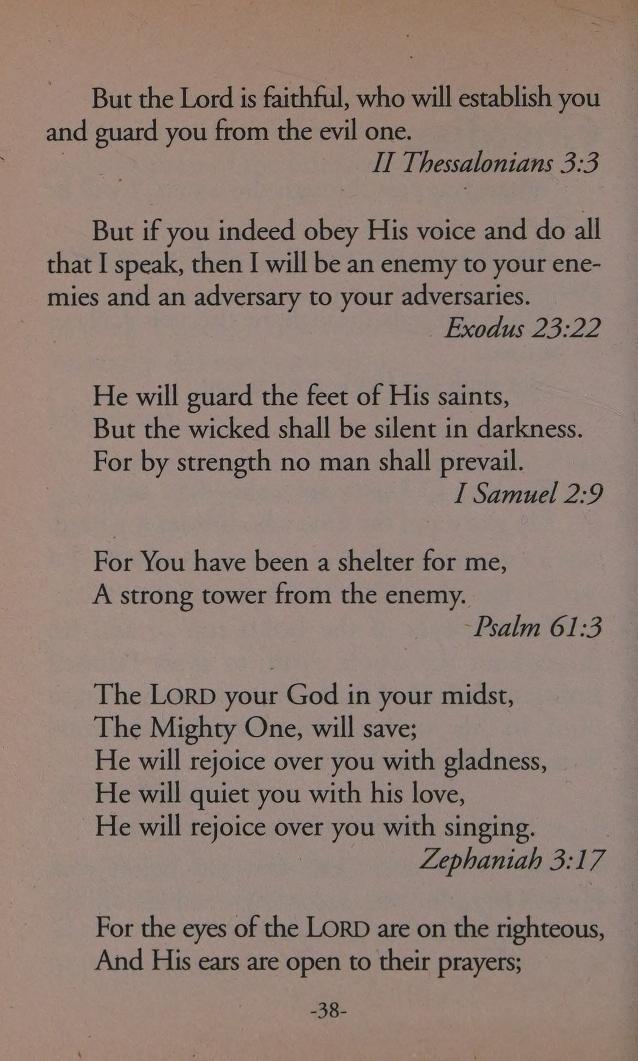 But the Lord is faithful, who will establish you
and guard you from the evil one.
II Thessalonians 3:3
But if you indeed obey His voice and do all
that I speak, then I will be an enemy to your ene-
mies and an adversary to your adversaries.
Exodus 23:22
He will guard the feet of His saints,
But the wicked shall be silent in darkness.
For by strength no man shall prevail.
I Samuel 2:9
For You have been a shelter for me,
A strong tower from the enemy.
Psalm 61:3
The LORD your God in your midst,
The Mighty One, will save;
He will rejoice over you with gladness,
He will quiet you with his love,
He will rejoice over you with singing.
Zephaniah 3:17
For the eyes of the LORD are on the righteous,
And His ears are open to their prayers;
-38-